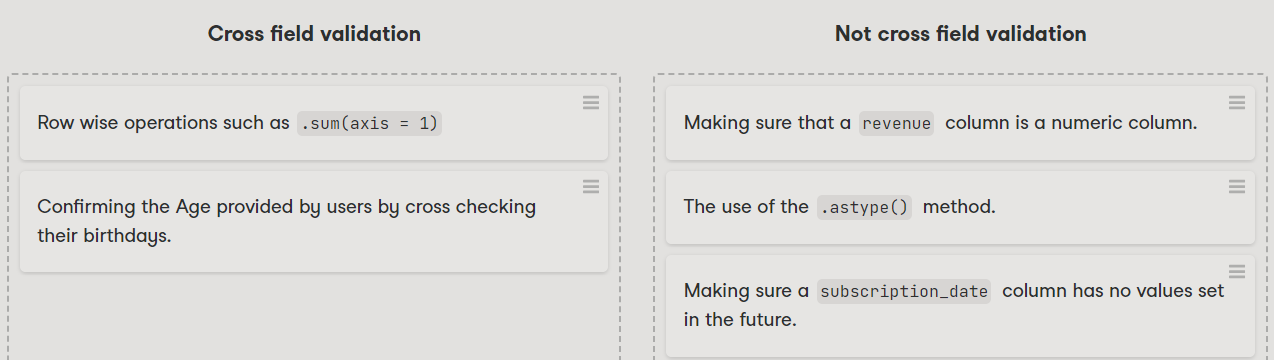 Cross field validation
Row wise operations such as .sum(axis = 1)
Confirming the Age provided by users by cross checking
their birthdays.
Not cross field validation
Making sure that a revenue column is a numeric column.
The use of the .astype() method.
Making sure a subscription_date column has no values set
in the future.